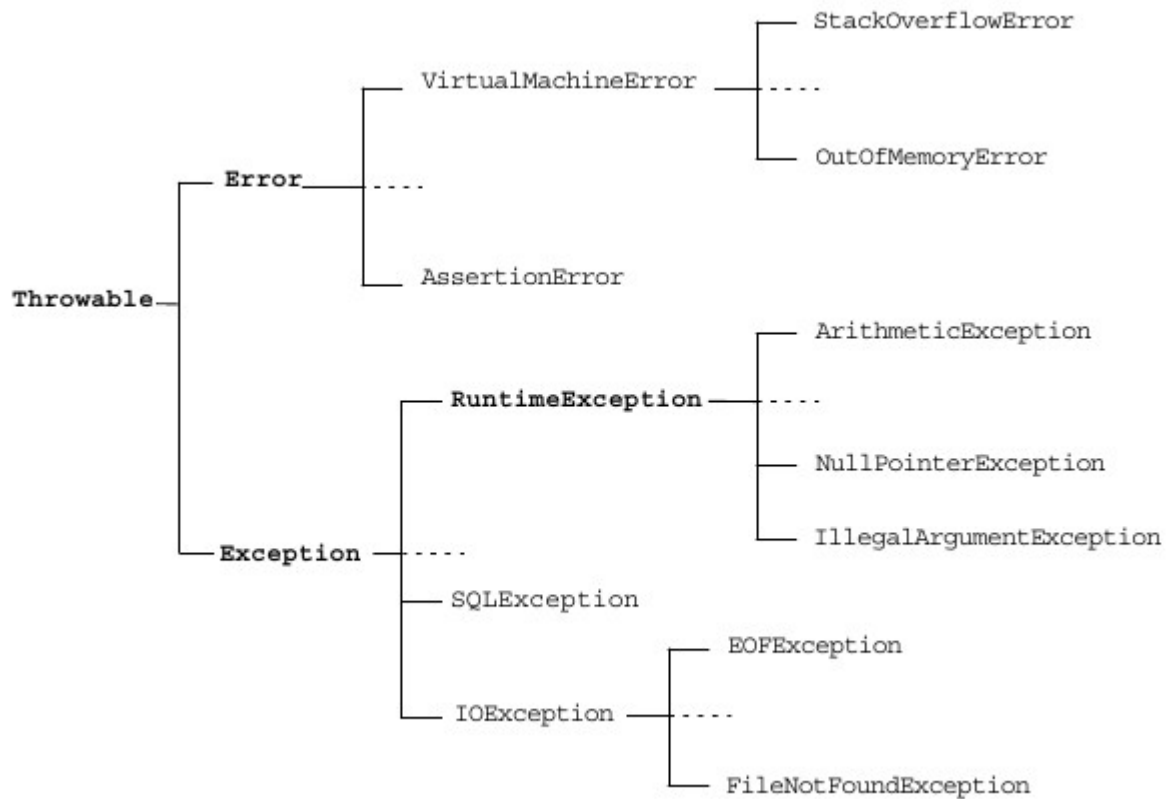 StackOverflowError
VirtualMachineError
OutOfMemoryError
Error
AssertionError
Throwable
ArithmeticException
RuntimeException
NullPointerException
IllegalArgumentException
Exception
SQLException
EOFException
IOException
FileNotFoundException